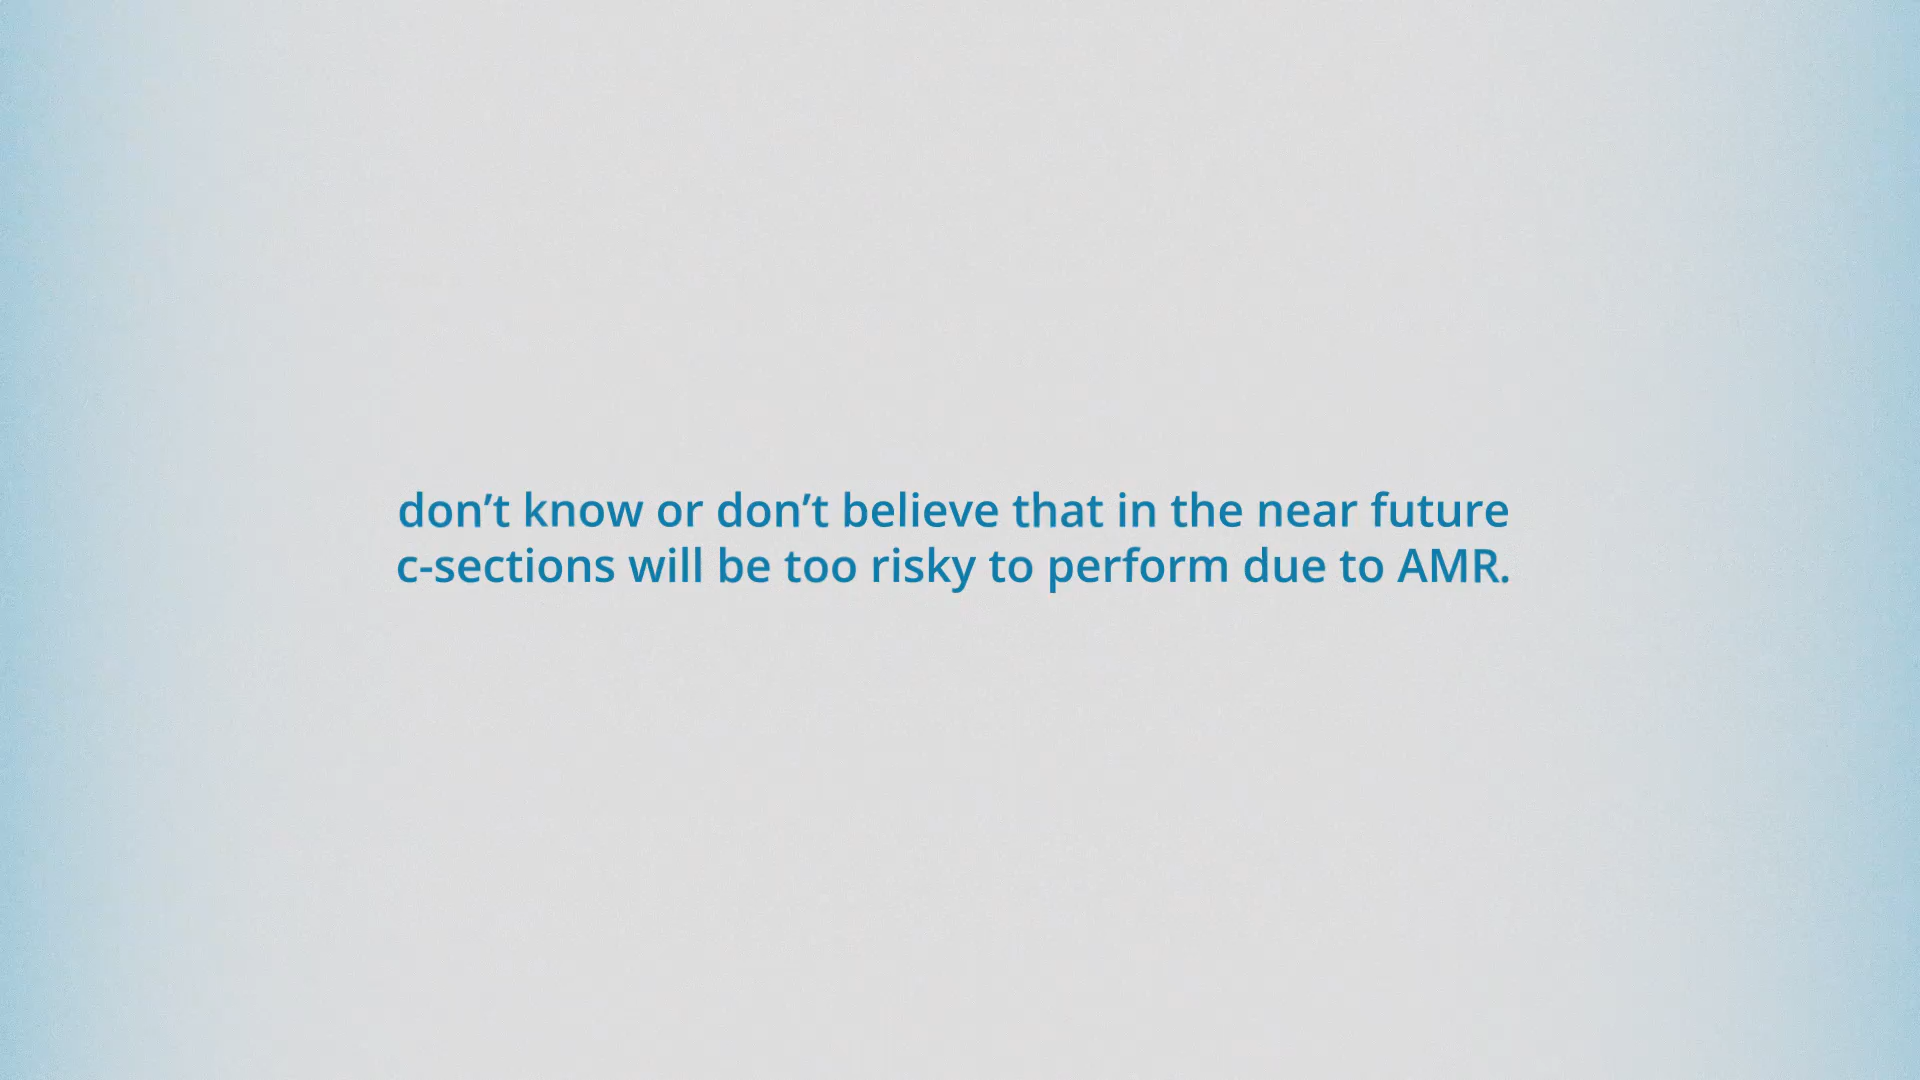 don’t know or don’t believe that in the near future
c-sections will be too risky to perform due to AMR.